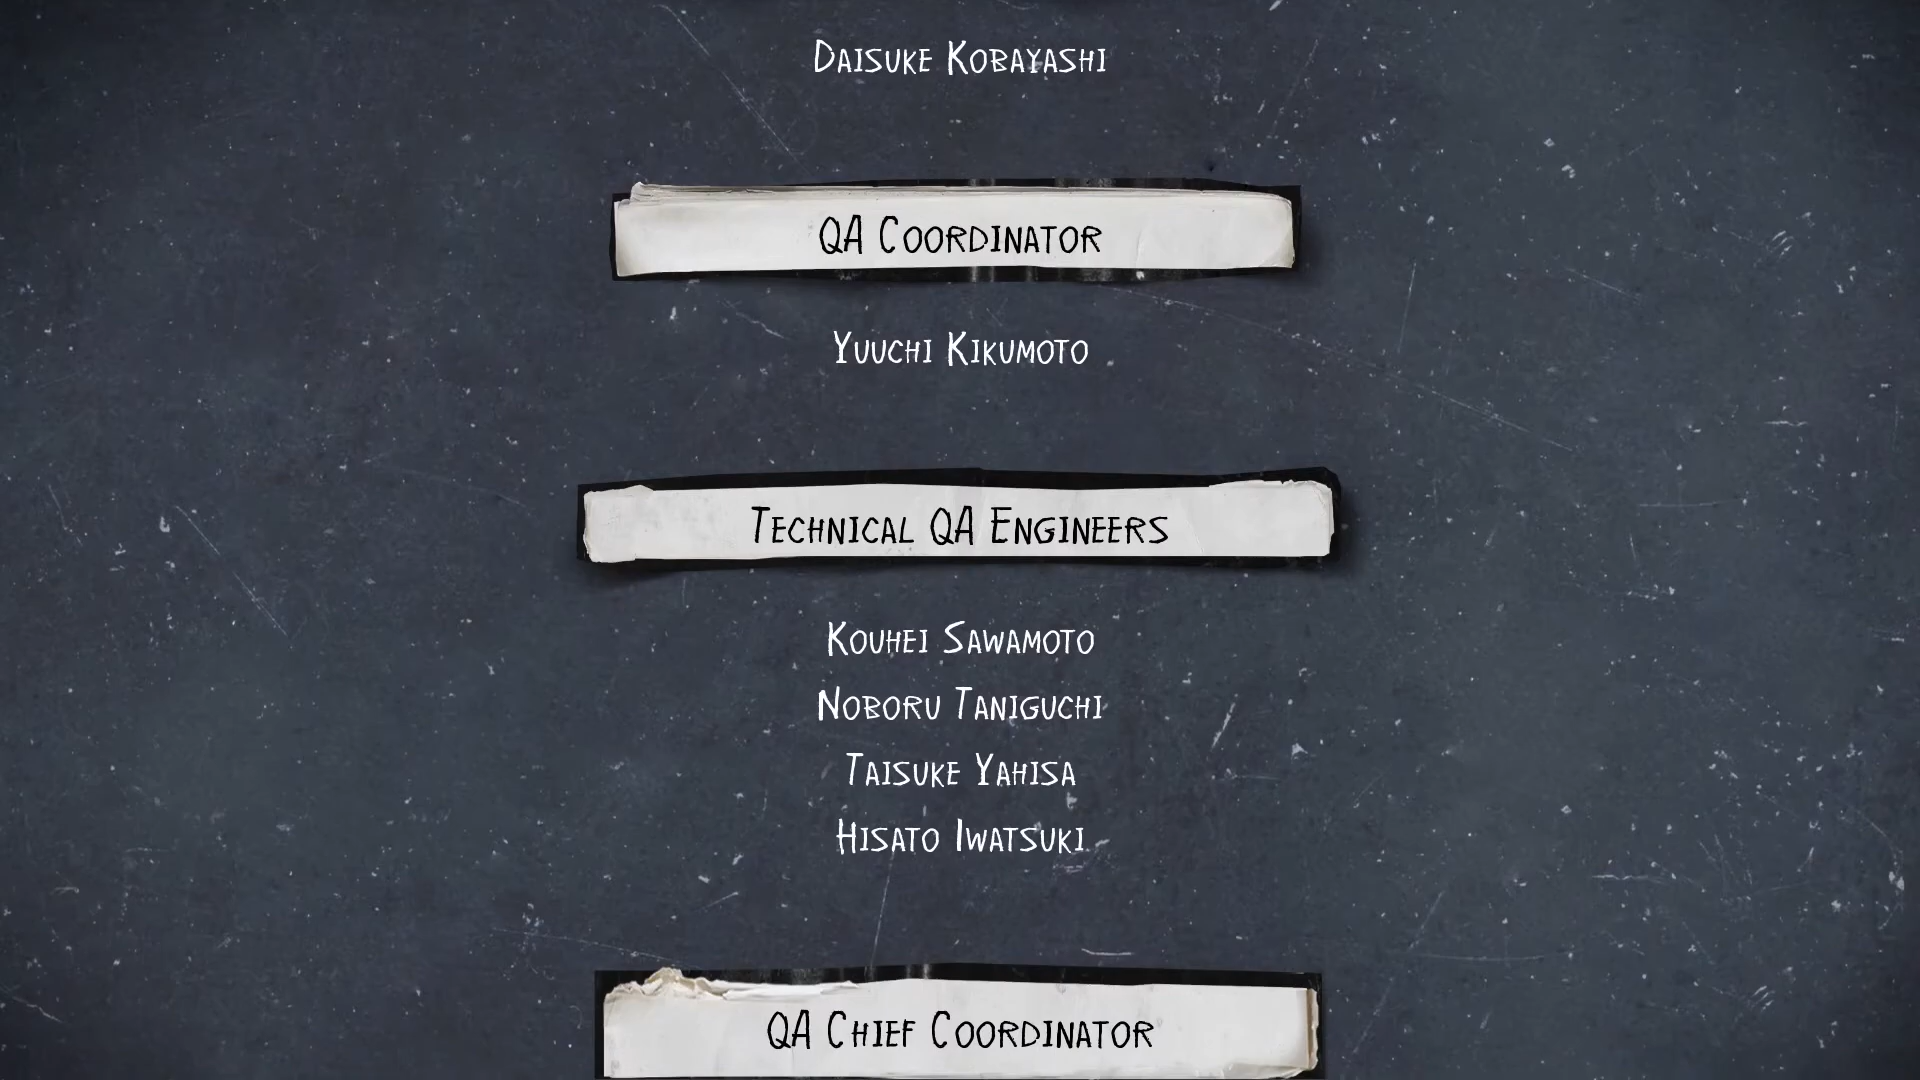 Daisuke Kobayashi
QA Coordinator
Yuuchi Kikumoto
Technical QA Engineers
Kouhei Sawamoto
Noboru Taniguchi
Taisuke Yahisa
Hisato Iwatsuki
QA Chief Coordinator